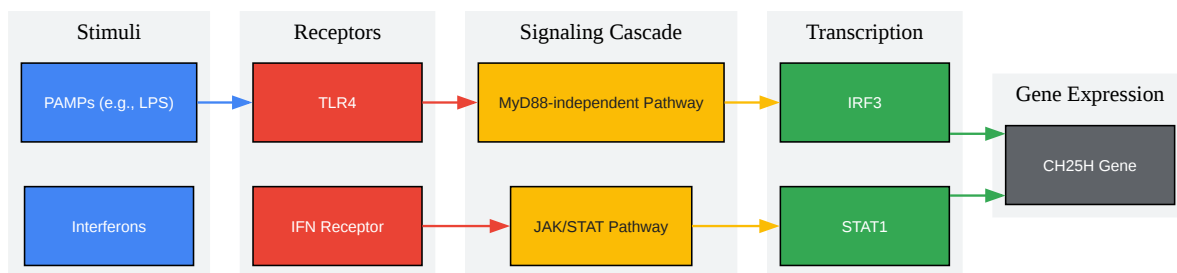 Stimuli
Receptors
Signaling Cascade
Transcription
Gene Expression
PAMPs (e.g., LPS)
TLR4
MyD88-independent Pathway
IRF3
CH25H Gene
Interferons
IFN Receptor
JAK/STAT Pathway
STAT1